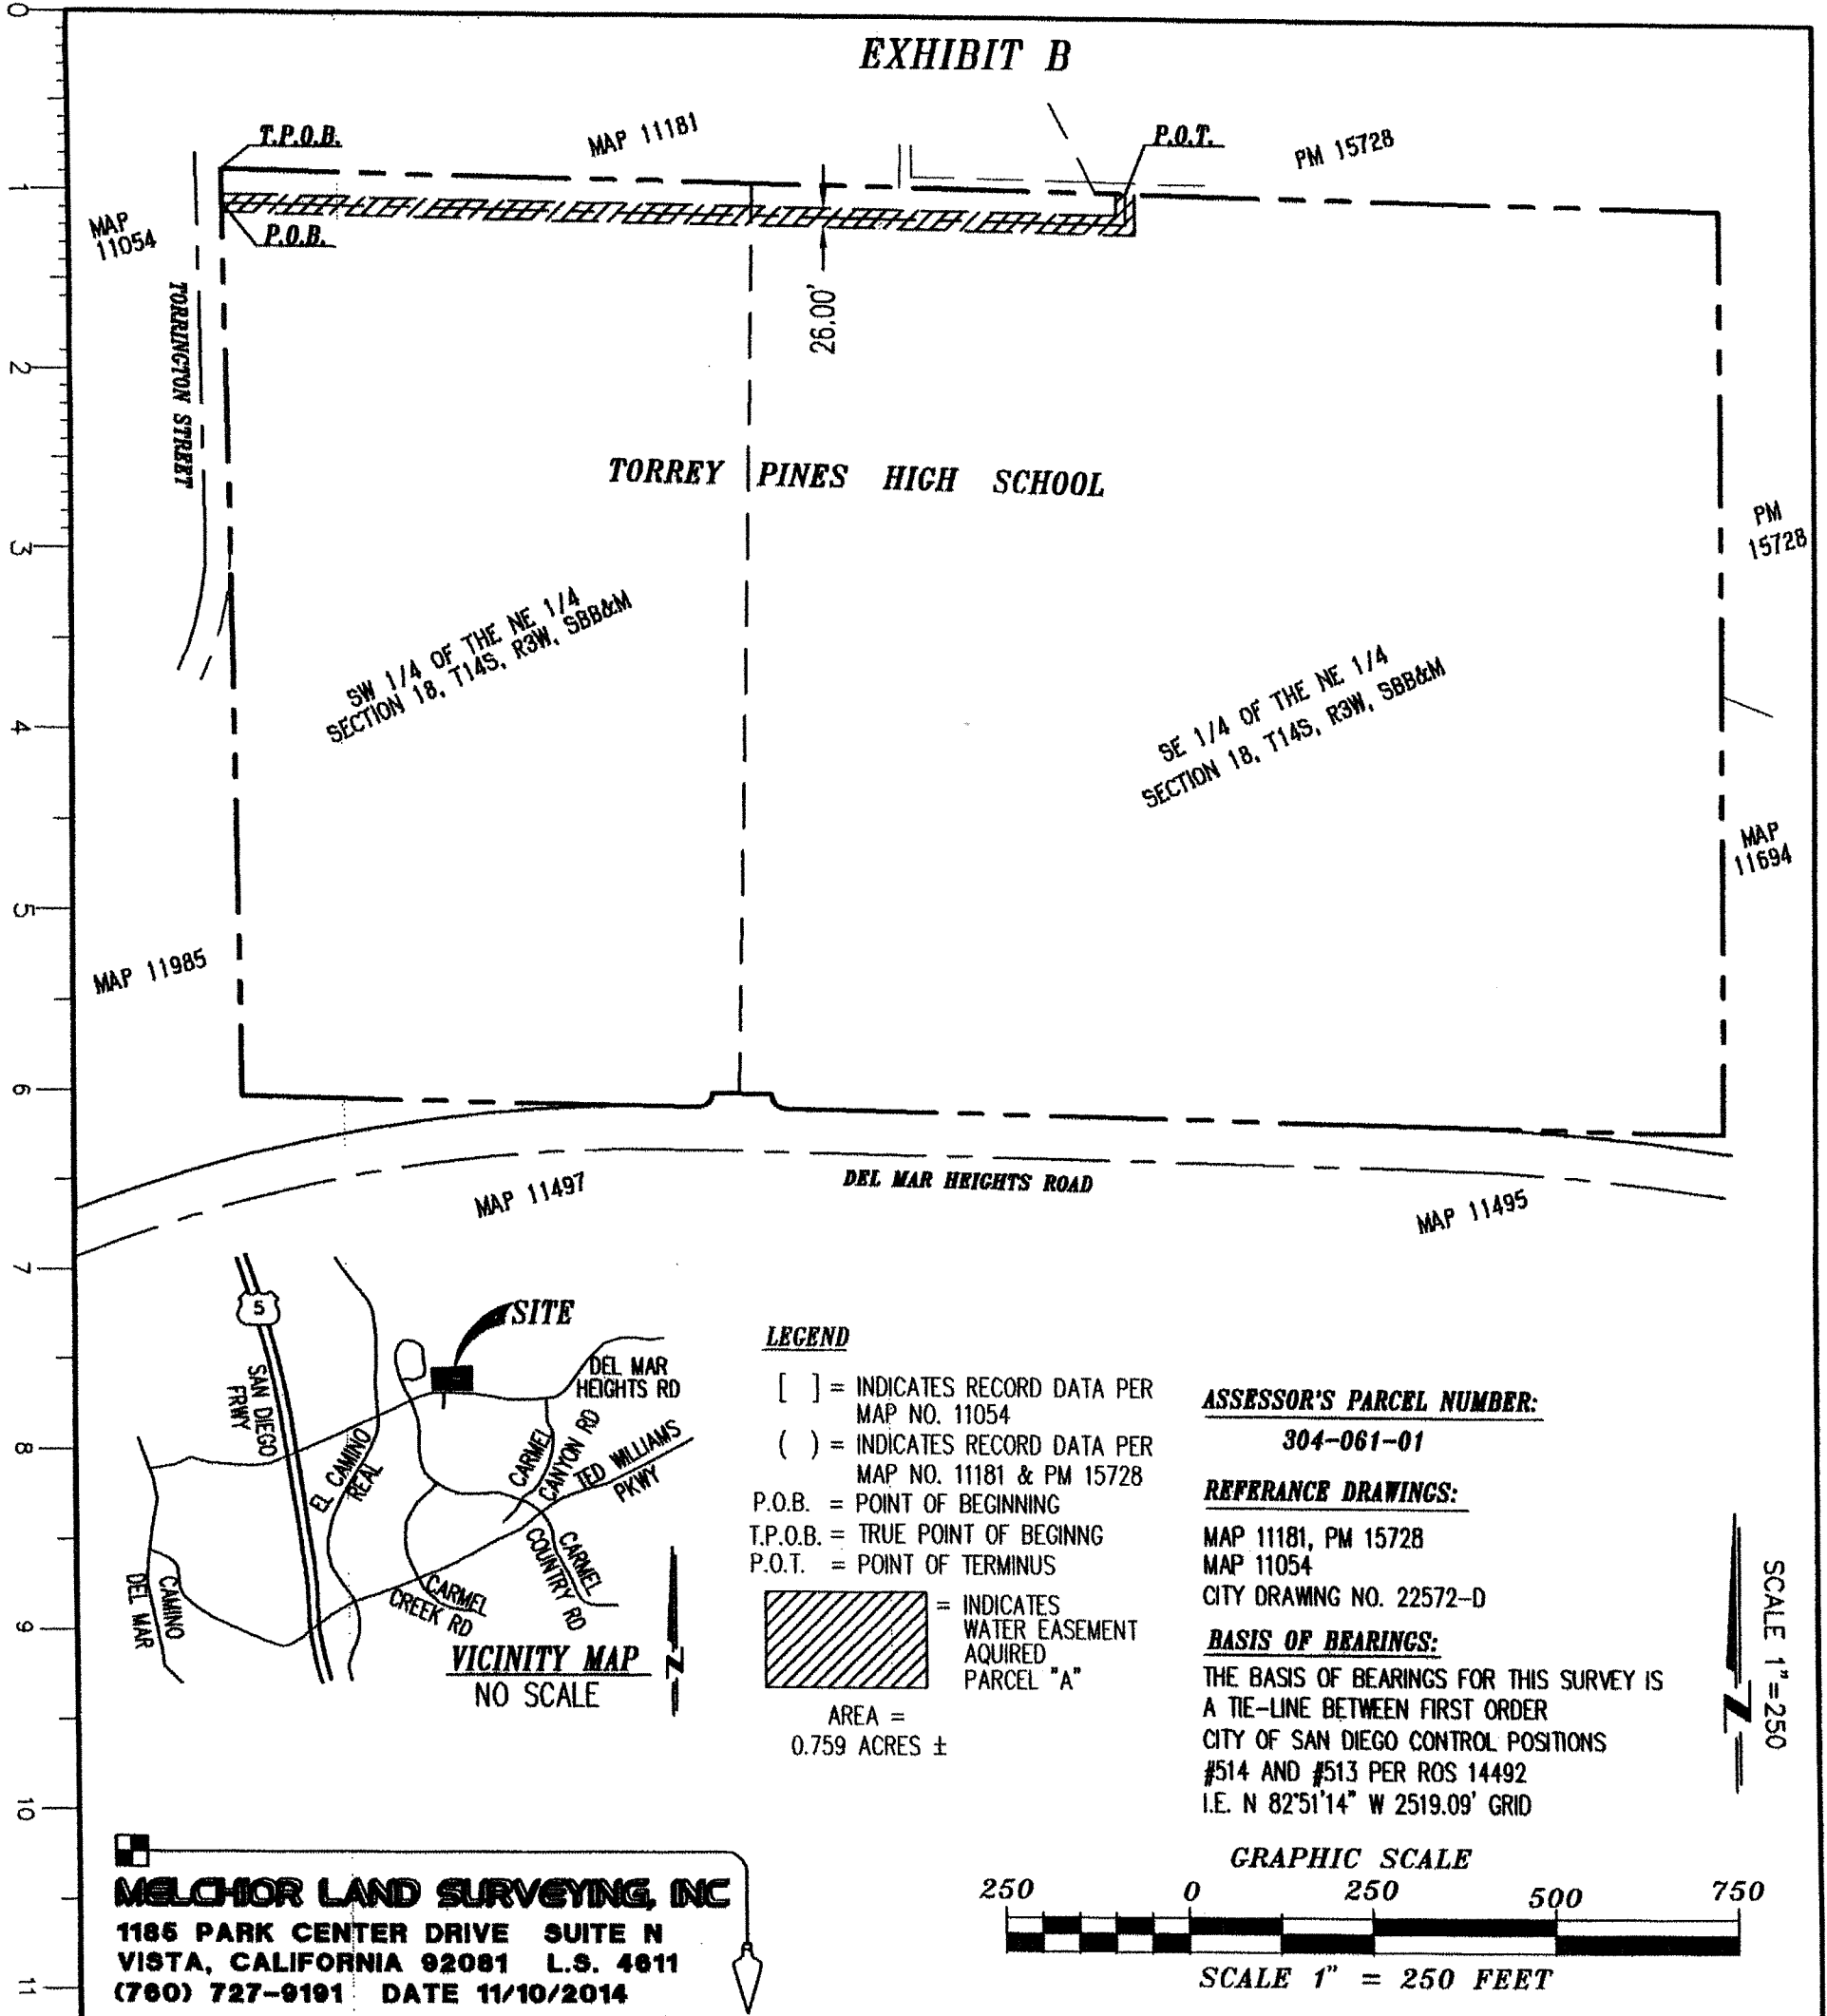 EXHIBIT B
T.P.O.B.
MAP 11181
P.O.T.
PM 15728
MAP
11054
P.O.B.
26.00'
TORRINGTON STREET
TORREY PINES HIGH SCHOOL
PM
15728
SW 1/4 OF THE NE 1/4
SECTION 18, T14S, R3W, SBB&M
SE 1/4 OF THE NE 1/4
SECTION 18, T14S, R3W, SBB&M
MAP
11694
MAP 11985
DEL MAR HEIGHTS ROAD
MAP 11497
MAP 11495
0
1
2
3
4
5
6
7
8
9
10
11
5
SITE
SAN DIEGO
FRWY
DEL MAR
HEIGHTS RD
EL CAMINO
REAL
CARMEL
CANYON RD
TED WILLIAMS
PKWY
CAMINO
DEL MAR
CARMEL
CREEK RD
CARMEL
COUNTRY RD
VICINITY MAP
NO SCALE
Z
LEGEND
[ ] = INDICATES RECORD DATA PER
MAP NO. 11054
( ) = INDICATES RECORD DATA PER
MAP NO. 11181 & PM 15728
P.O.B. = POINT OF BEGINNING
T.P.O.B. = TRUE POINT OF BEGINNG
P.O.T. = POINT OF TERMINUS
= INDICATES
WATER EASEMENT
AQUIRED
PARCEL "A"
AREA =
0.759 ACRES ±
ASSESSOR'S PARCEL NUMBER:
304-061-01
REFERANCE DRAWINGS:
MAP 11181, PM 15728
MAP 11054
CITY DRAWING NO. 22572-D
BASIS OF BEARINGS:
THE BASIS OF BEARINGS FOR THIS SURVEY IS
A TIE-LINE BETWEEN FIRST ORDER
CITY OF SAN DIEGO CONTROL POSITIONS
#514 AND #513 PER ROS 14492
I.E. N 82°51'14" W 2519.09' GRID
Z
SCALE 1"=250
MELCHIOR LAND SURVEYING, INC
1185 PARK CENTER DRIVE SUITE N
VISTA, CALIFORNIA 92081 L.S. 4611
(760) 727-9191 DATE 11/10/2014
GRAPHIC SCALE
250 0 250 500 750
SCALE 1" = 250 FEET